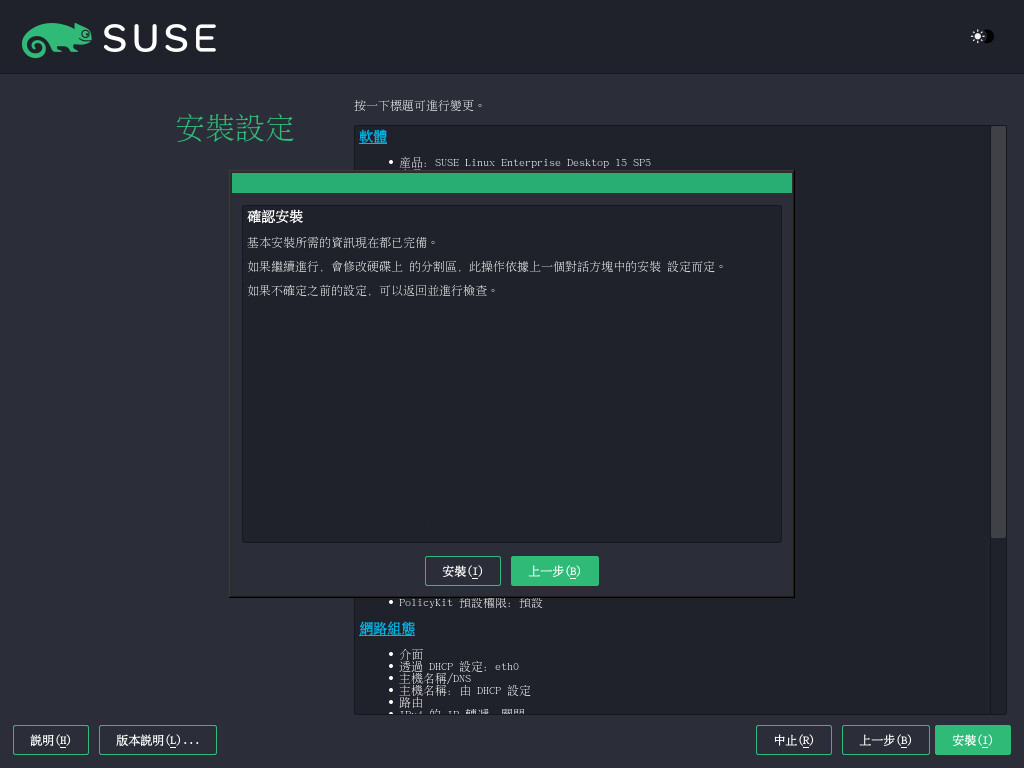 SUSE
按一下標題可進行變更。
安裝設定
軟體
• 產品: SUSE Linux Enterprise Desktop 15 SP5
確認安裝
基本安裝所需的資訊現在都已完備。
如果繼續進行, 會修改硬碟上 的分割區, 此操作依據上一個對話方塊中的安裝 設定而定。
如果不確定之前的設定, 可以返回並進行檢查。
安裝(I) 上一步(B)
• PolicyKit 預設權限: 預設
網路組態
• 介面
• 透過 DHCP 設定: eth0
• 主機名稱/DNS
• 主機名稱: 由 DHCP 設定
• 路由
說明(H) 版本說明(L)... 中止(R) 上一步(B) 安裝(I)